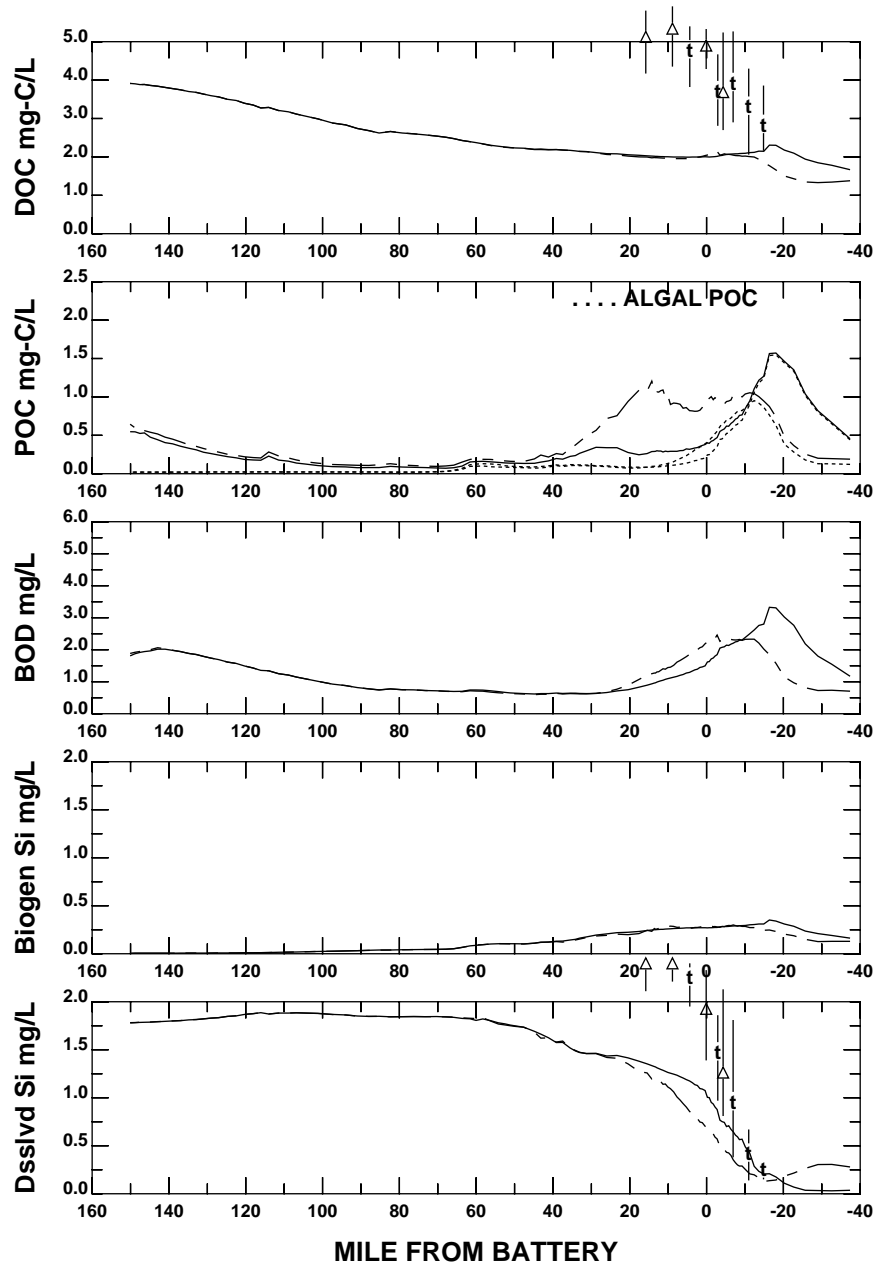 DOC mg-C/L
5.0
4.0
3.0
2.0
1.0
0.0
160 140 120 100 80 60 40 20 0 -20 -40
t t t t t
POC mg-C/L
2.5
2.0
1.5
1.0
0.5
0.0
. . . . ALGAL POC
160 140 120 100 80 60 40 20 0 -20 -40
BOD mg/L
6.0
5.0
4.0
3.0
2.0
1.0
0.0
160 140 120 100 80 60 40 20 0 -20 -40
Biogen Si mg/L
2.0
1.5
1.0
0.5
0.0
160 140 120 100 80 60 40 20 0 -20 -40
Dsslvd Si mg/L
2.0
1.5
1.0
0.5
0.0
t t t t t
160 140 120 100 80 60 40 20 0 -20 -40
MILE FROM BATTERY